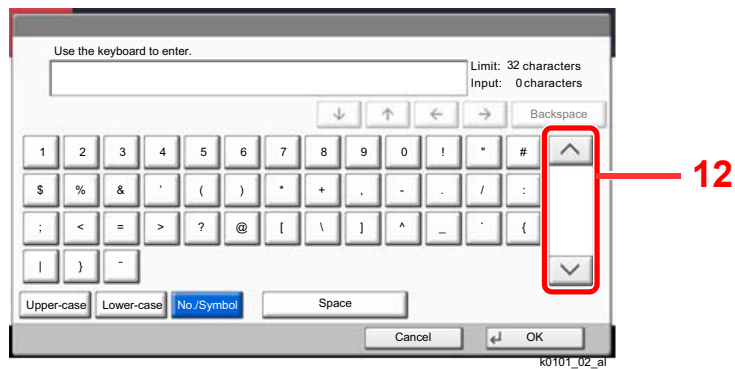 Use the keyboard to enter.
Limit: 32 characters
Input: 0 characters
Backspace
1 2 3 4 5 6 7 8 9 0 ! " #
12
$ % & ' ( ) * + , - . / :
; < = > ? @ [ \ ] ^ _ ` {
| } ~
Upper-case Lower-case No./Symbol Space
Cancel OK
k0101_02_al